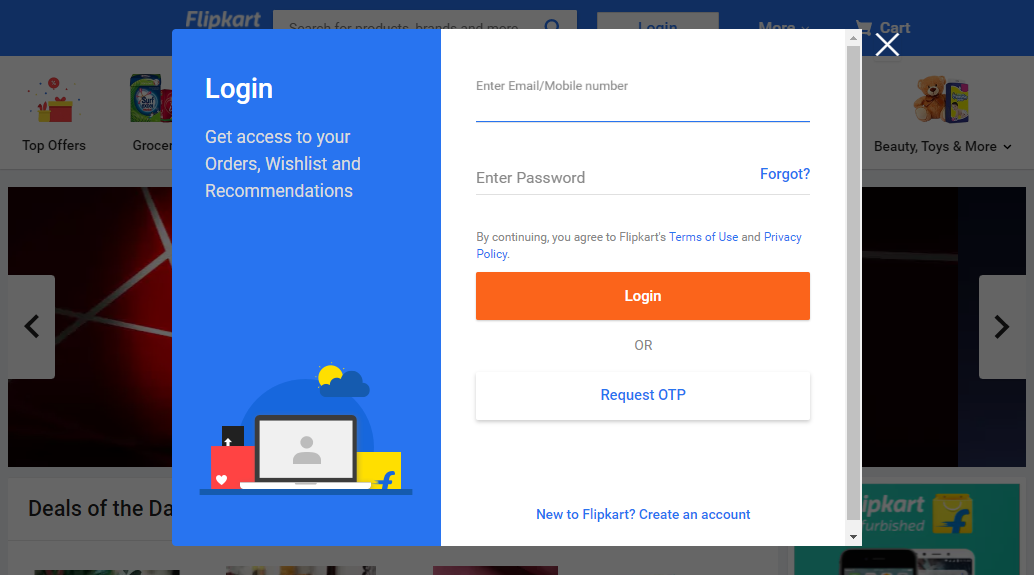 Flipkart
Search for products, brands and more
Login
More
Cart
Top Offers
Grocer
Beauty, Toys & More
Login
Get access to your
Orders, Wishlist and
Recommendations
Enter Email/Mobile number
Enter Password
Forgot?
By continuing, you agree to Flipkart's Terms of Use and Privacy
Policy.
Login
OR
Request OTP
New to Flipkart? Create an account
Deals of the Da
ipkart
furbished